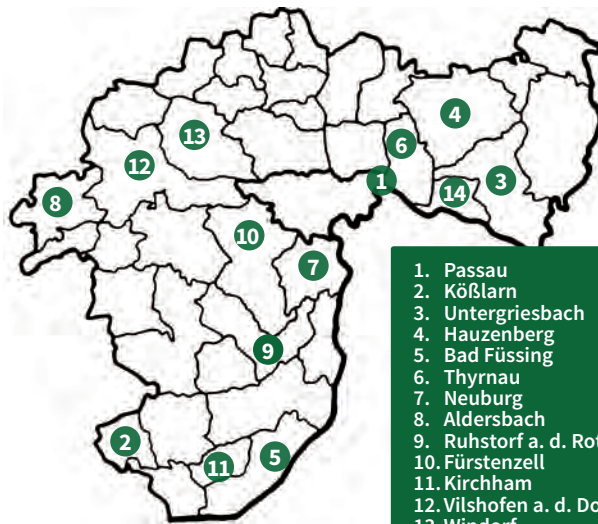 4
13
6
12
3
1
14
8
10
7
9
2
11
5
1. Passau
2. Kößlarn
3. Untergriesbach
4. Hauzenberg
5. Bad Füssing
6. Thyrnau
7. Neuburg
8. Aldersbach
9. Ruhstorf a. d. Rot
10. Fürstenzell
11. Kirchham
12. Vilshofen a. d. Do